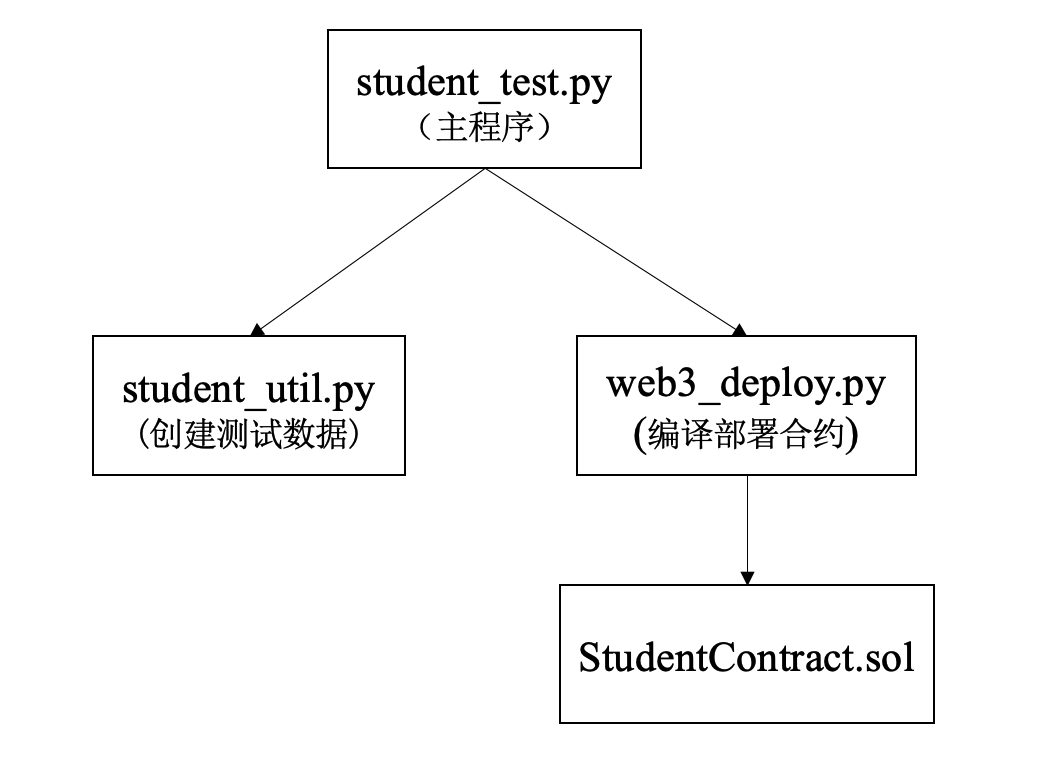 student_test.py
（主程序）
student_util.py
(创建测试数据)
web3_deploy.py
(编译部署合约)
StudentContract.sol